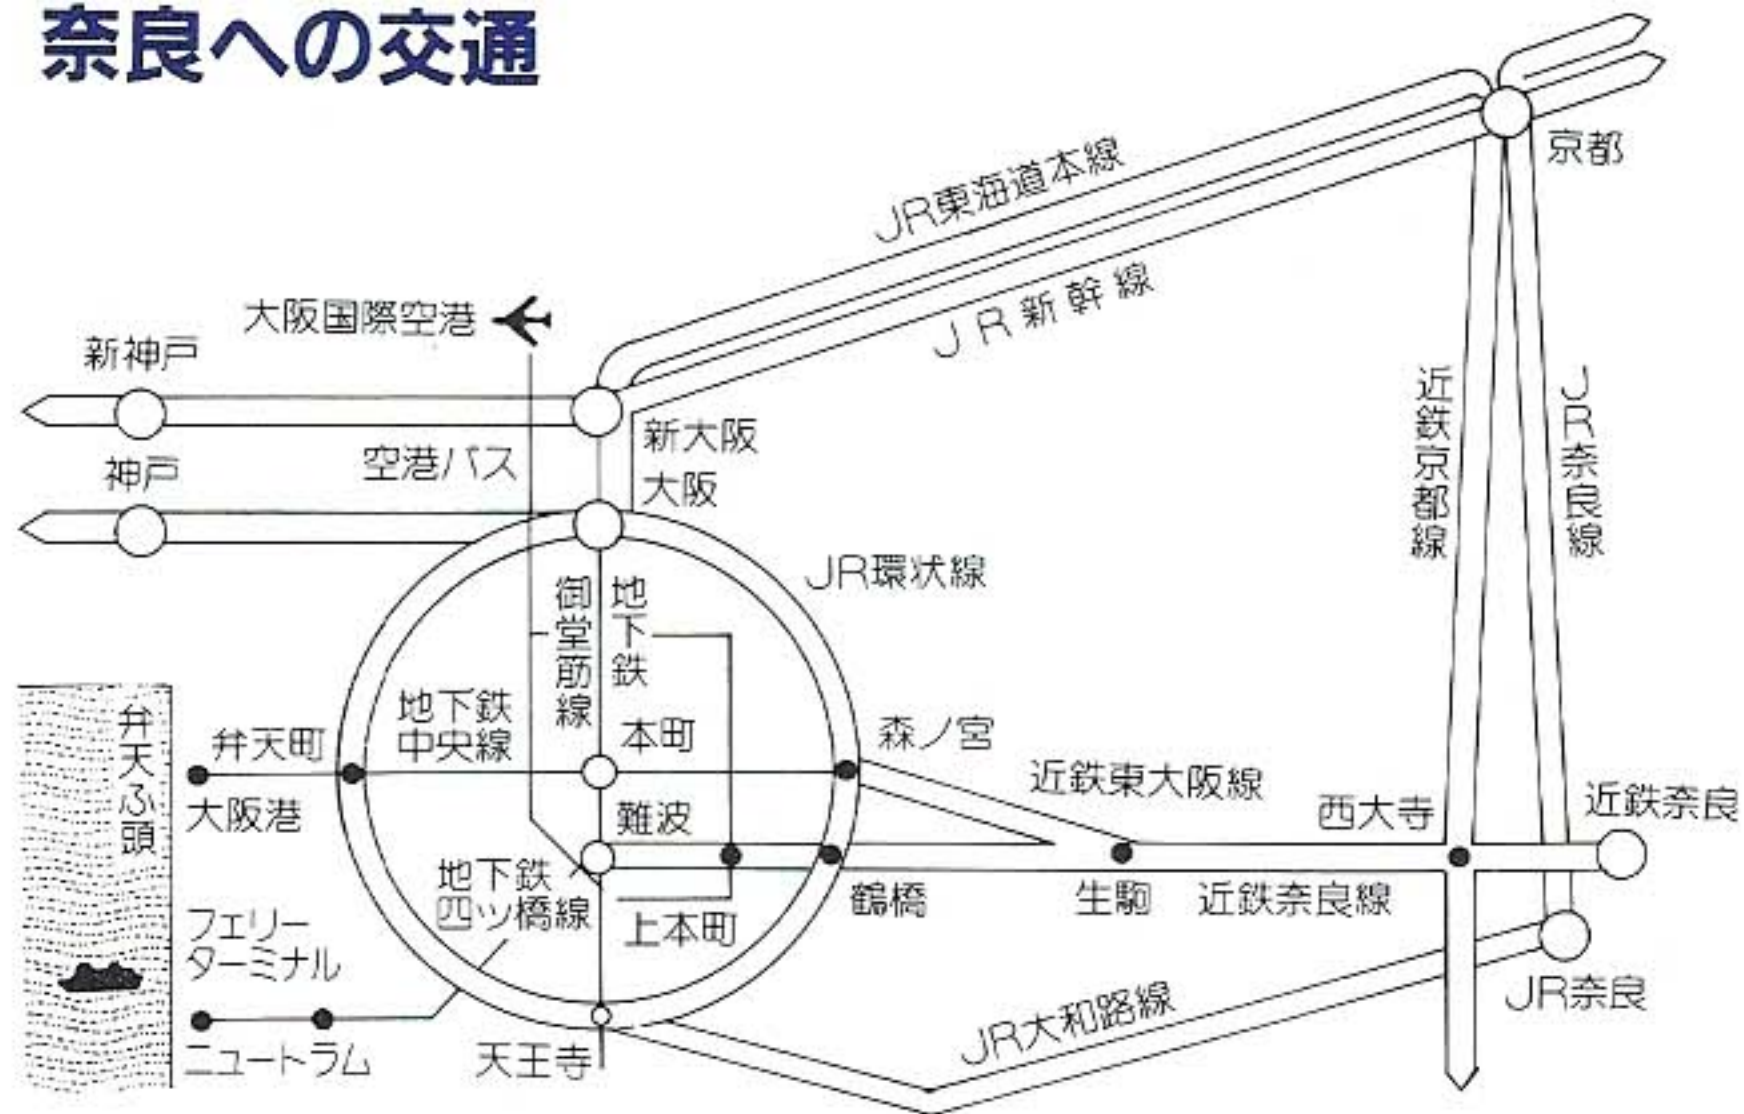 奈良への交通
京都
JR東海道本線
JR新幹線
大阪国際空港
新神戸
新大阪
空港バス
神戸
大阪
近鉄京都線
JR奈良線
JR環状線
地下鉄
御堂筋線
弁天ふ頭
弁天町
地下鉄
中央線
本町
森ノ宮
大阪港
難波
近鉄東大阪線
西大寺
近鉄奈良
地下鉄
四ツ橋線
上本町
鶴橋
生駒
近鉄奈良線
フェリー
ターミナル
JR奈良
JR大和路線
ニュートラム
天王寺